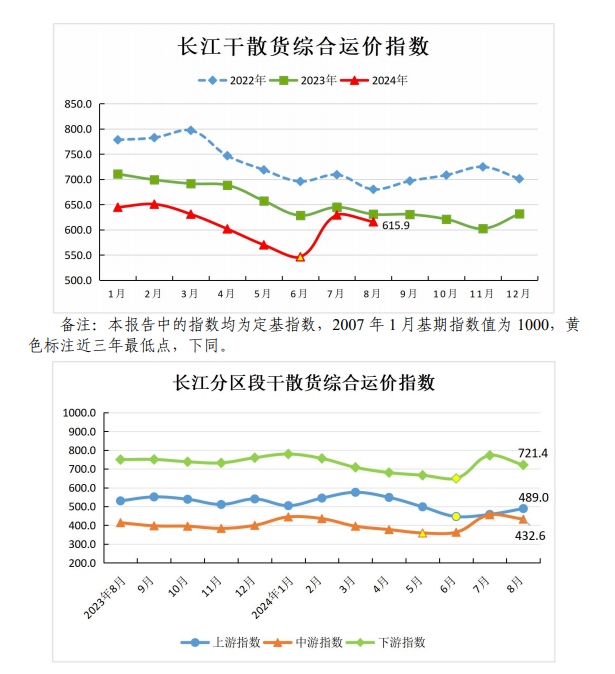 长江干散货综合运价指数
2022年 2023年 2024年
850.0
800.0
750.0
700.0
650.0
600.0
550.0
500.0
615.9
1月 2月 3月 4月 5月 6月 7月 8月 9月 10月 11月 12月
备注：本报告中的指数均为定基指数，2007 年 1 月基期指数值为 1000，黄
色标注近三年最低点，下同。
长江分区段干散货综合运价指数
1000.0
900.0
800.0
700.0
600.0
500.0
400.0
300.0
200.0
721.4
489.0
432.6
2023年8月 9月 10月 11月 12月 2024年1月 2月 3月 4月 5月 6月 7月 8月
上游指数 中游指数 下游指数